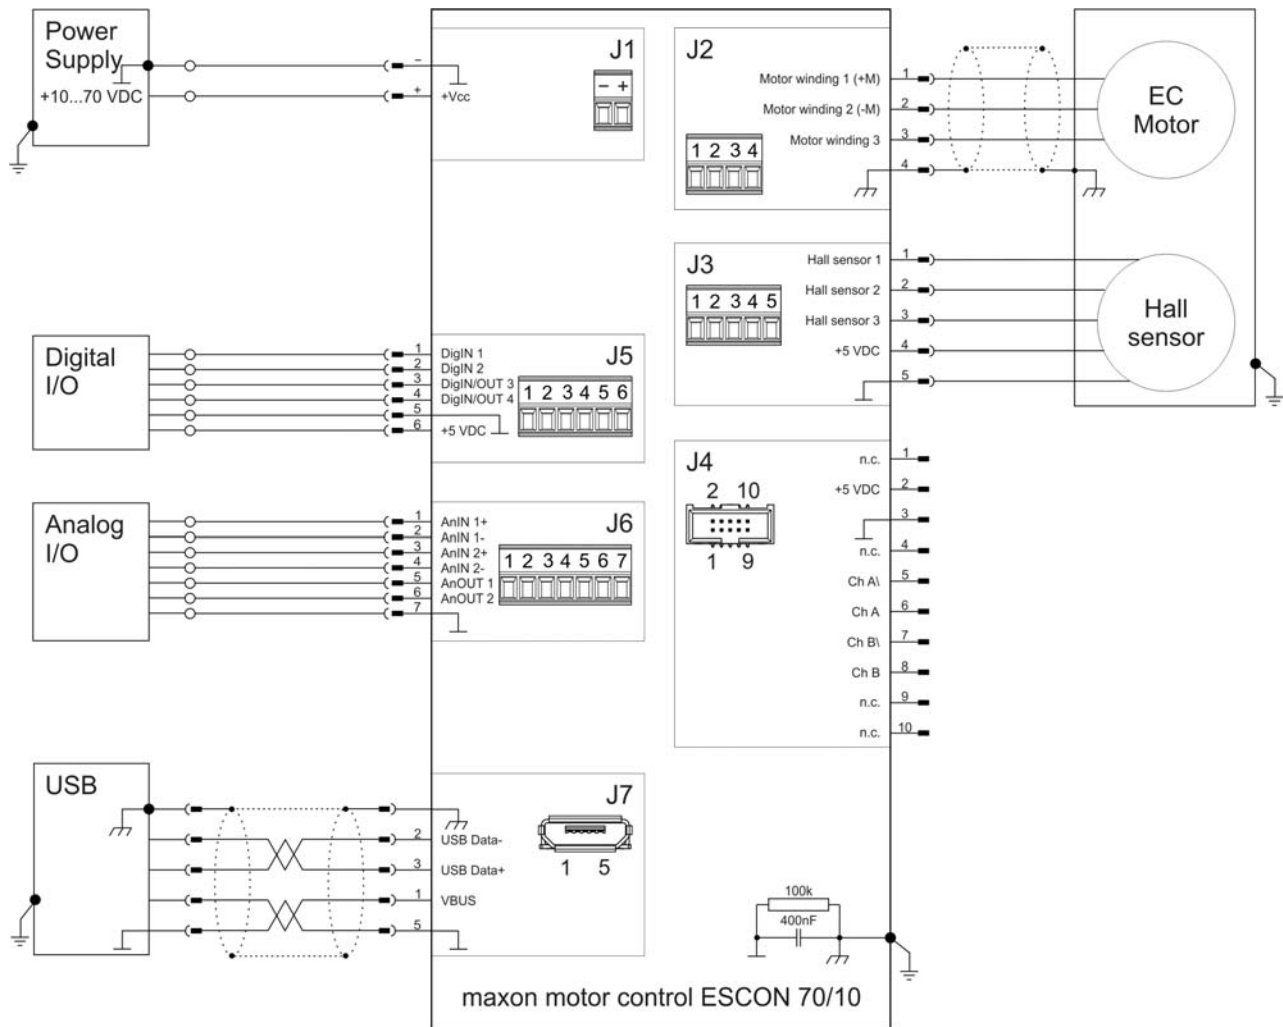 Power
Supply
+10...70 VDC
−
+
+Vcc
J1
− +
J2
1 2 3 4
Motor winding 1 (+M)
1
Motor winding 2 (-M)
2
Motor winding 3
3
4
EC
Motor
J3
1 2 3 4 5
Hall sensor 1
1
Hall sensor 2
2
Hall sensor 3
3
+5 VDC
4
5
Hall
sensor
Digital
I/O
1
DigIN 1
2
DigIN 2
3
DigIN/OUT 3
4
DigIN/OUT 4
5
6
+5 VDC
J5
1 2 3 4 5 6
J4
2 10
1 9
n.c.
1
+5 VDC
2
3
n.c.
4
Ch A\
5
Ch A
6
Ch B\
7
Ch B
8
n.c.
9
n.c.
10
Analog
I/O
1
AnIN 1+
2
AnIN 1-
3
AnIN 2+
4
AnIN 2-
5
AnOUT 1
6
AnOUT 2
7
J6
1 2 3 4 5 6 7
USB
2
USB Data-
3
USB Data+
1
VBUS
5
J7
1 5
100k
400nF
maxon motor control ESCON 70/10